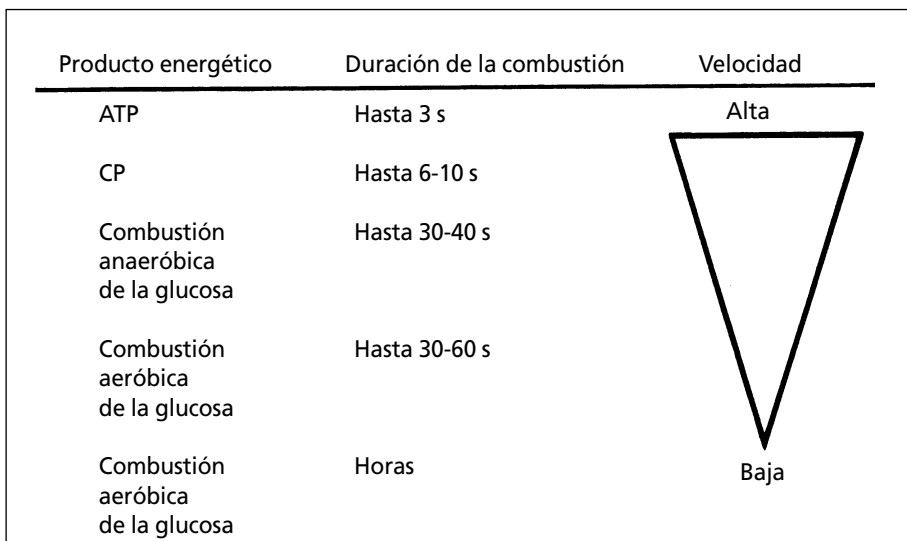 Producto energético Duración de la combustión Velocidad
ATP Hasta 3 s Alta
CP Hasta 6-10 s
Combustión Hasta 30-40 s
anaeróbica
de la glucosa
Combustión Hasta 30-60 s
aeróbica
de la glucosa
Combustión Horas Baja
aeróbica
de la glucosa